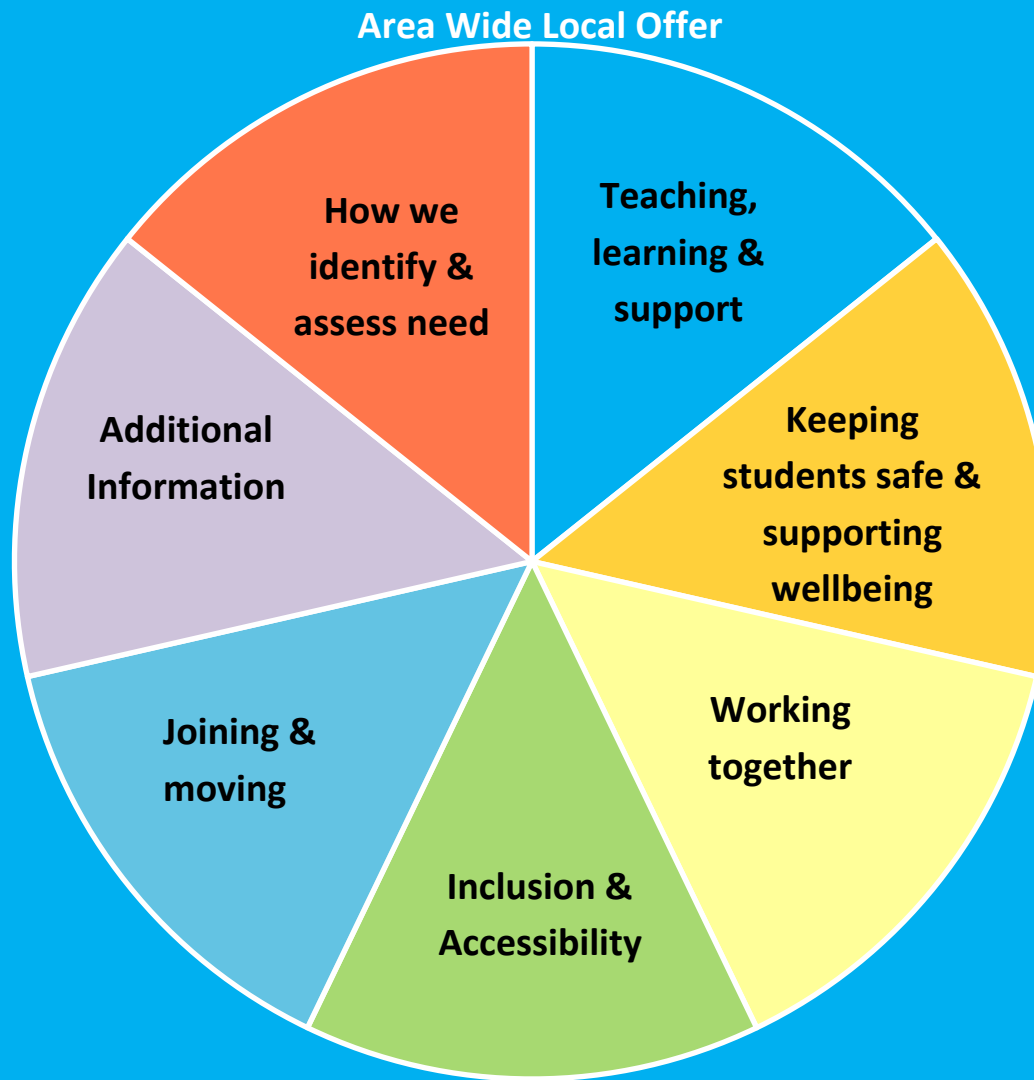 Area Wide Local Offer
Teaching,
learning &
support
Keeping
students safe &
supporting
wellbeing
Working
together
Inclusion &
Accessibility
Joining &
moving
Additional
Information
How we
identify &
assess need